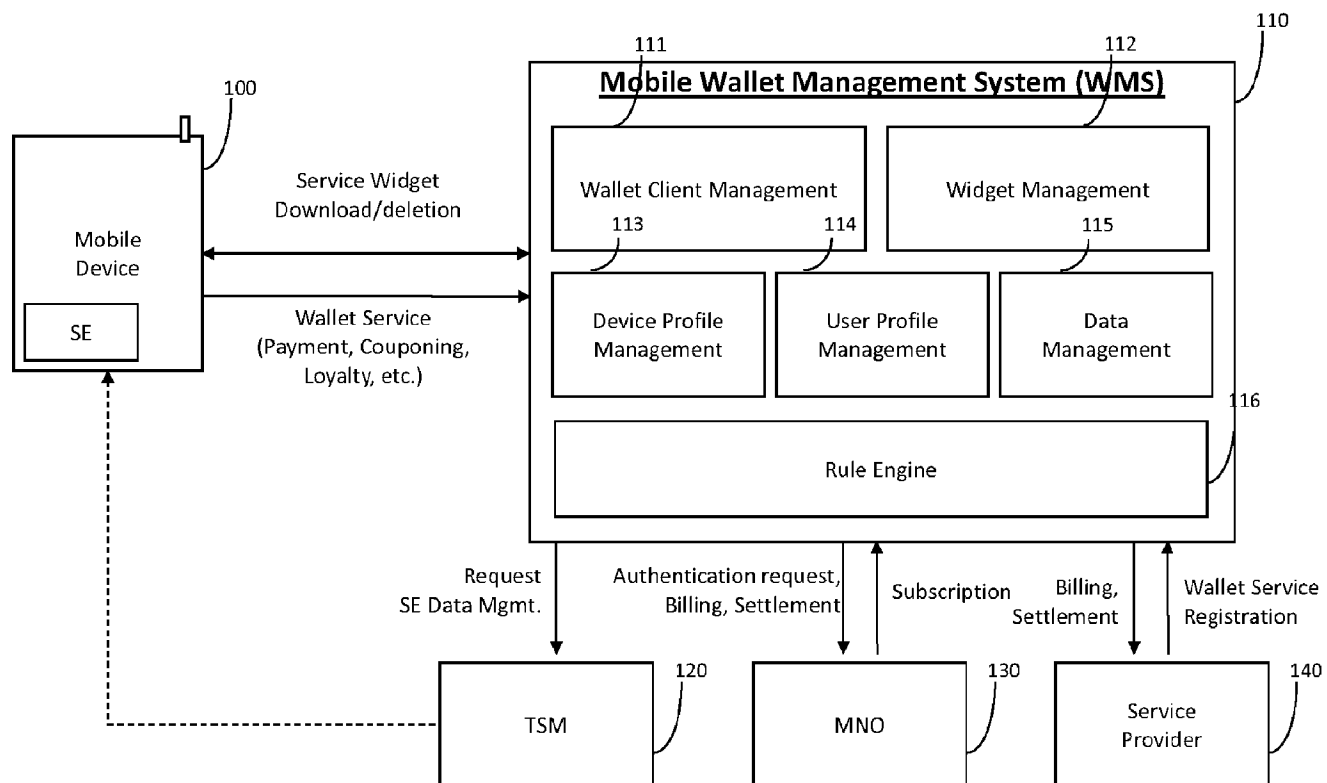 110
111
112
Mobile Wallet Management System (WMS)
100
Wallet Client Management
Widget Management
Service Widget
Download/deletion
113
114
115
Mobile
Device
SE
Wallet Service
(Payment, Couponing,
Loyalty, etc.)
Device Profile
Management
User Profile
Management
Data
Management
116
Rule Engine
Request
SE Data Mgmt.
Authentication request,
Billing, Settlement
Subscription
Billing,
Settlement
Wallet Service
Registration
120
130
140
TSM
MNO
Service
Provider